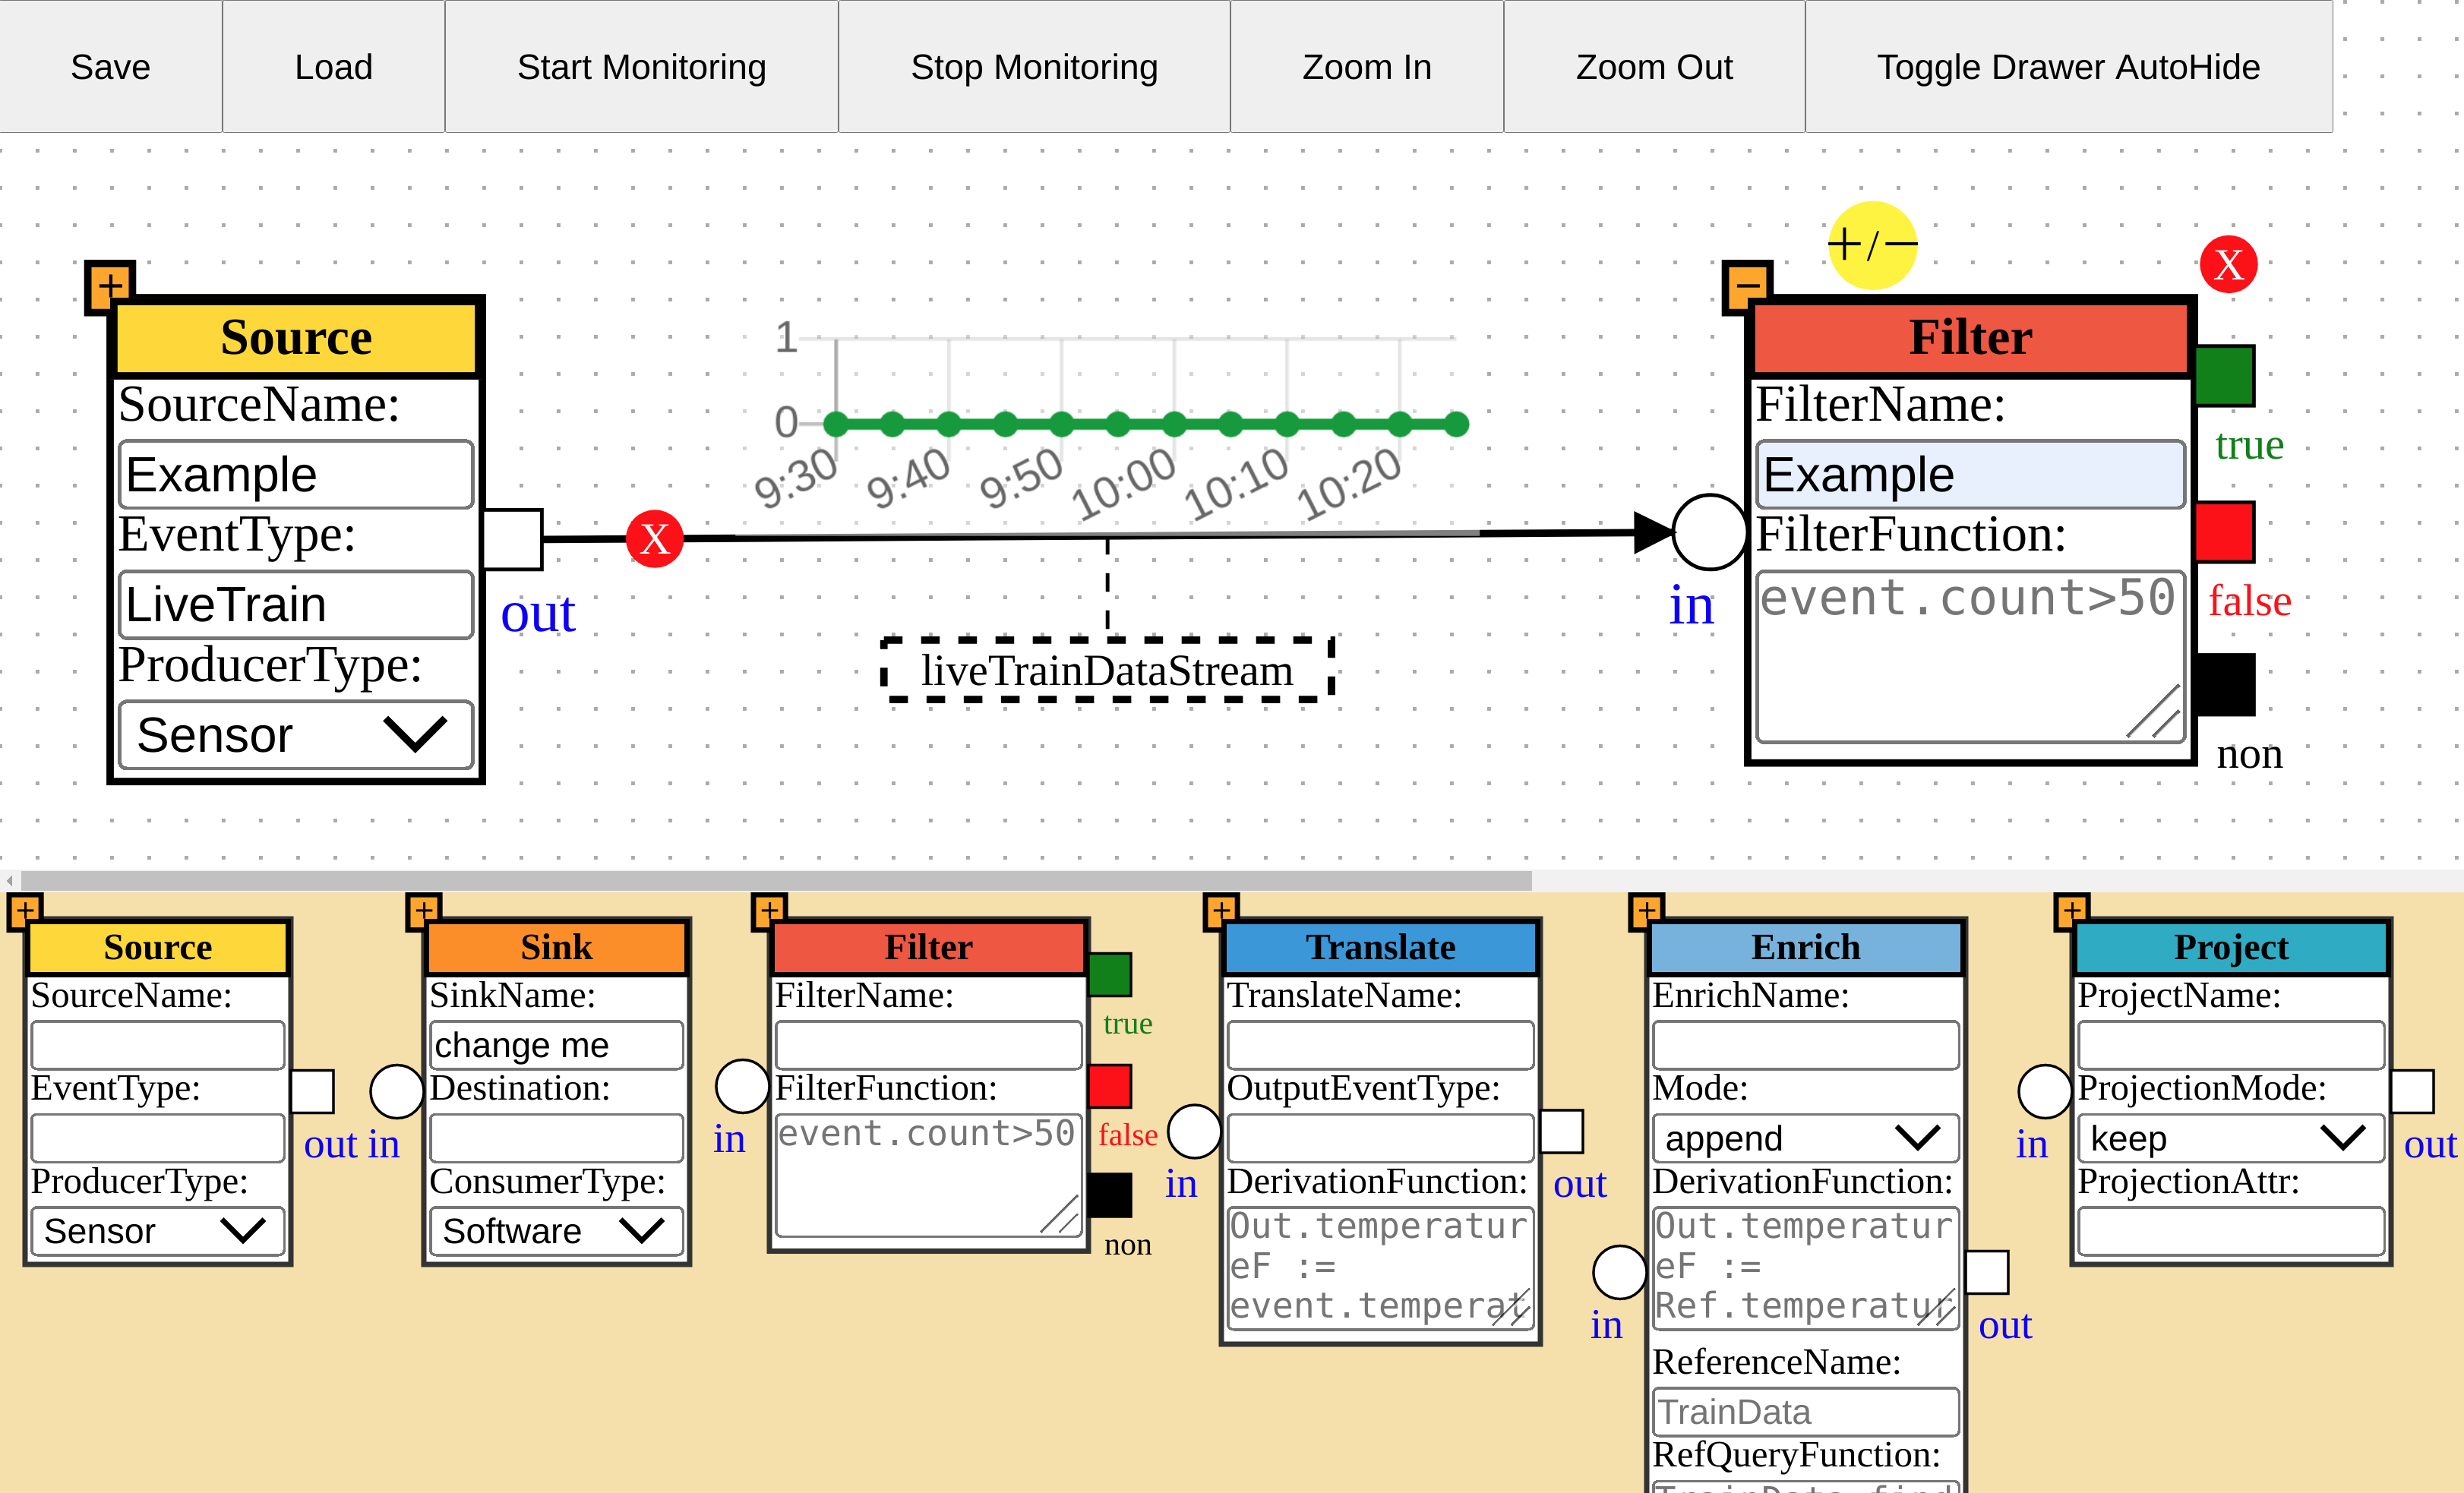 Save Load Start Monitoring Stop Monitoring Zoom In Zoom Out Toggle Drawer AutoHide
+
Source
SourceName:
Example
EventType:
LiveTrain
ProducerType:
Sensor
out
X
1
0
9:30 9:40 9:50 10:00 10:10 10:20
liveTrainDataStream
+/−
X
−
Filter
FilterName:
Example
FilterFunction:
event.count>50
in
true
false
non
+
Source
SourceName:
EventType:
ProducerType:
Sensor
out
+
Sink
SinkName:
change me
Destination:
ConsumerType:
Software
in
+
Filter
FilterName:
FilterFunction:
event.count>50
in
true
false
non
+
Translate
TranslateName:
OutputEventType:
DerivationFunction:
Out.temperatur
eF :=
event.temperat
in
out
+
Enrich
EnrichName:
Mode:
append
DerivationFunction:
Out.temperatur
eF :=
Ref.temperatur
ReferenceName:
TrainData
RefQueryFunction:
in
out
+
Project
ProjectName:
ProjectionMode:
keep
ProjectionAttr:
in
out